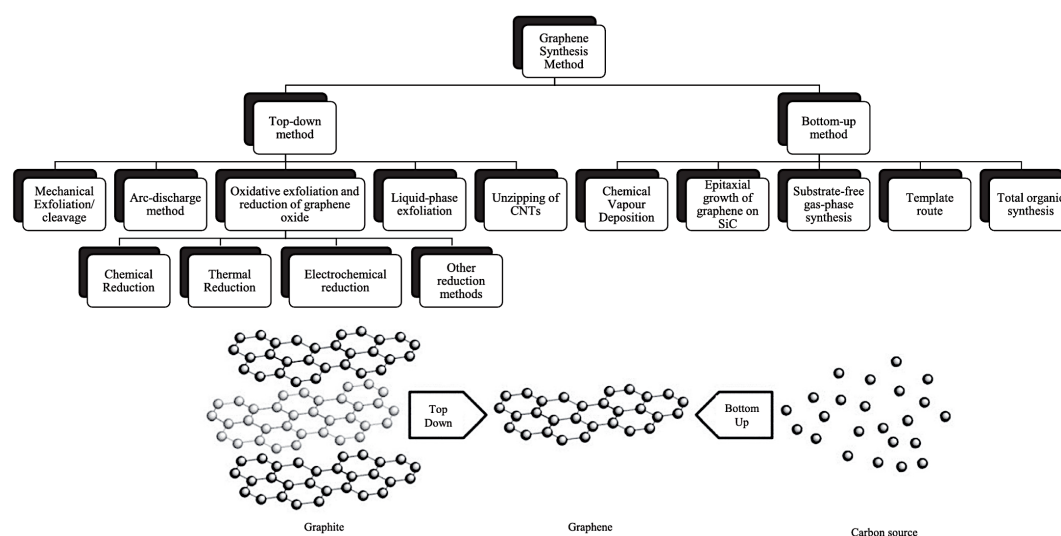 Graphene
Synthesis
Method
Top-down
method
Bottom-up
method
Mechanical
Exfoliation/
cleavage
Arc-discharge
method
Oxidative exfoliation and
reduction of graphene
oxide
Liquid-phase
exfoliation
Unzipping of
CNTs
Chemical
Vapour
Deposition
Epitaxial
growth of
graphene on
SiC
Substrate-free
gas-phase
synthesis
Template
route
Total organic
synthesis
Chemical
Reduction
Thermal
Reduction
Electrochemical
reduction
Other
reduction
methods
Top
Down
Bottom
Up
Graphite
Graphene
Carbon source